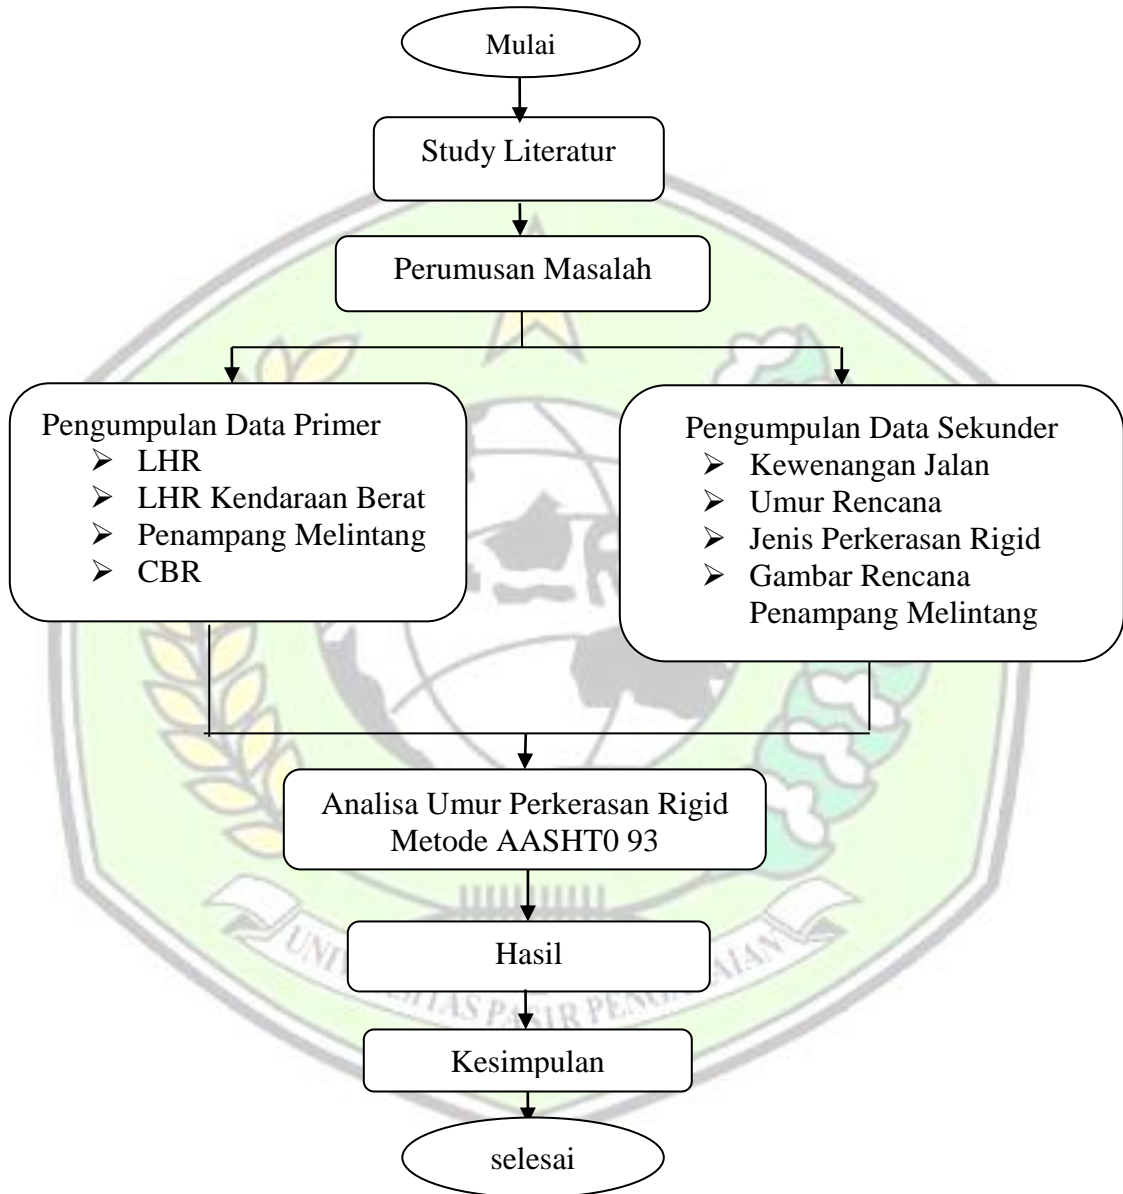 Mulai
Study Literatur
Perumusan Masalah
Pengumpulan Data Primer
➢ LHR
➢ LHR Kendaraan Berat
➢ Penampang Melintang
➢ CBR
Pengumpulan Data Sekunder
➢ Kewenangan Jalan
➢ Umur Rencana
➢ Jenis Perkerasan Rigid
➢ Gambar Rencana
Penampang Melintang
Analisa Umur Perkerasan Rigid
Metode AASHT0 93
Hasil
PASIR
Kesimpulan
selesai